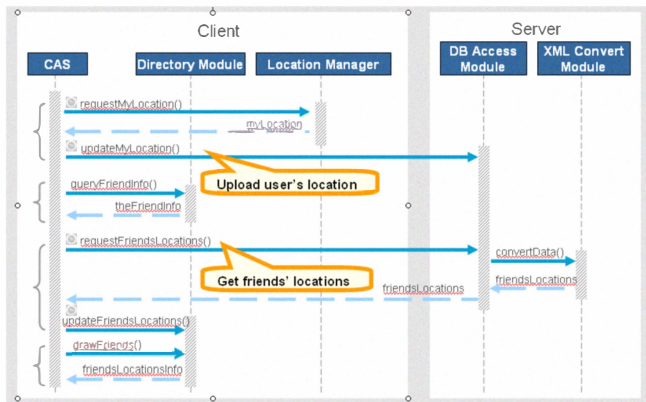 Client
Server
CAS
Directory Module
Location Manager
DB Access Module
XML Convert Module
requestMyLocation()
myLocation
updateMyLocation()
Upload user's location
queryFriendInfo()
theFriendInfo
requestFriendsLocations()
convertData()
Get friends' locations
friendsLocations
friendsLocations
updateFriendsLocations()
drawFriends()
friendsLocationsInfo